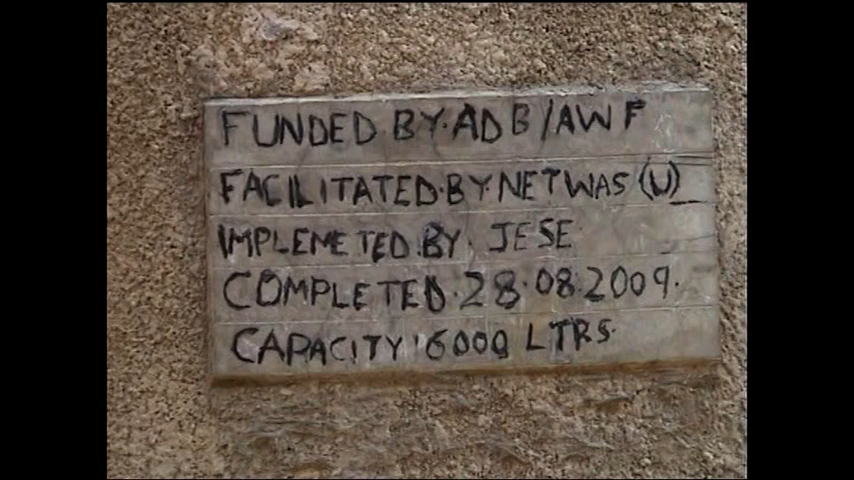 FUNDED BY. ADB/AWF
FACILITATED.BY.NETWAS (U)
IMPLEMETED.BY. JESE
COMPLETED.28.08.2009.
CAPACITY 6000 LTRS.